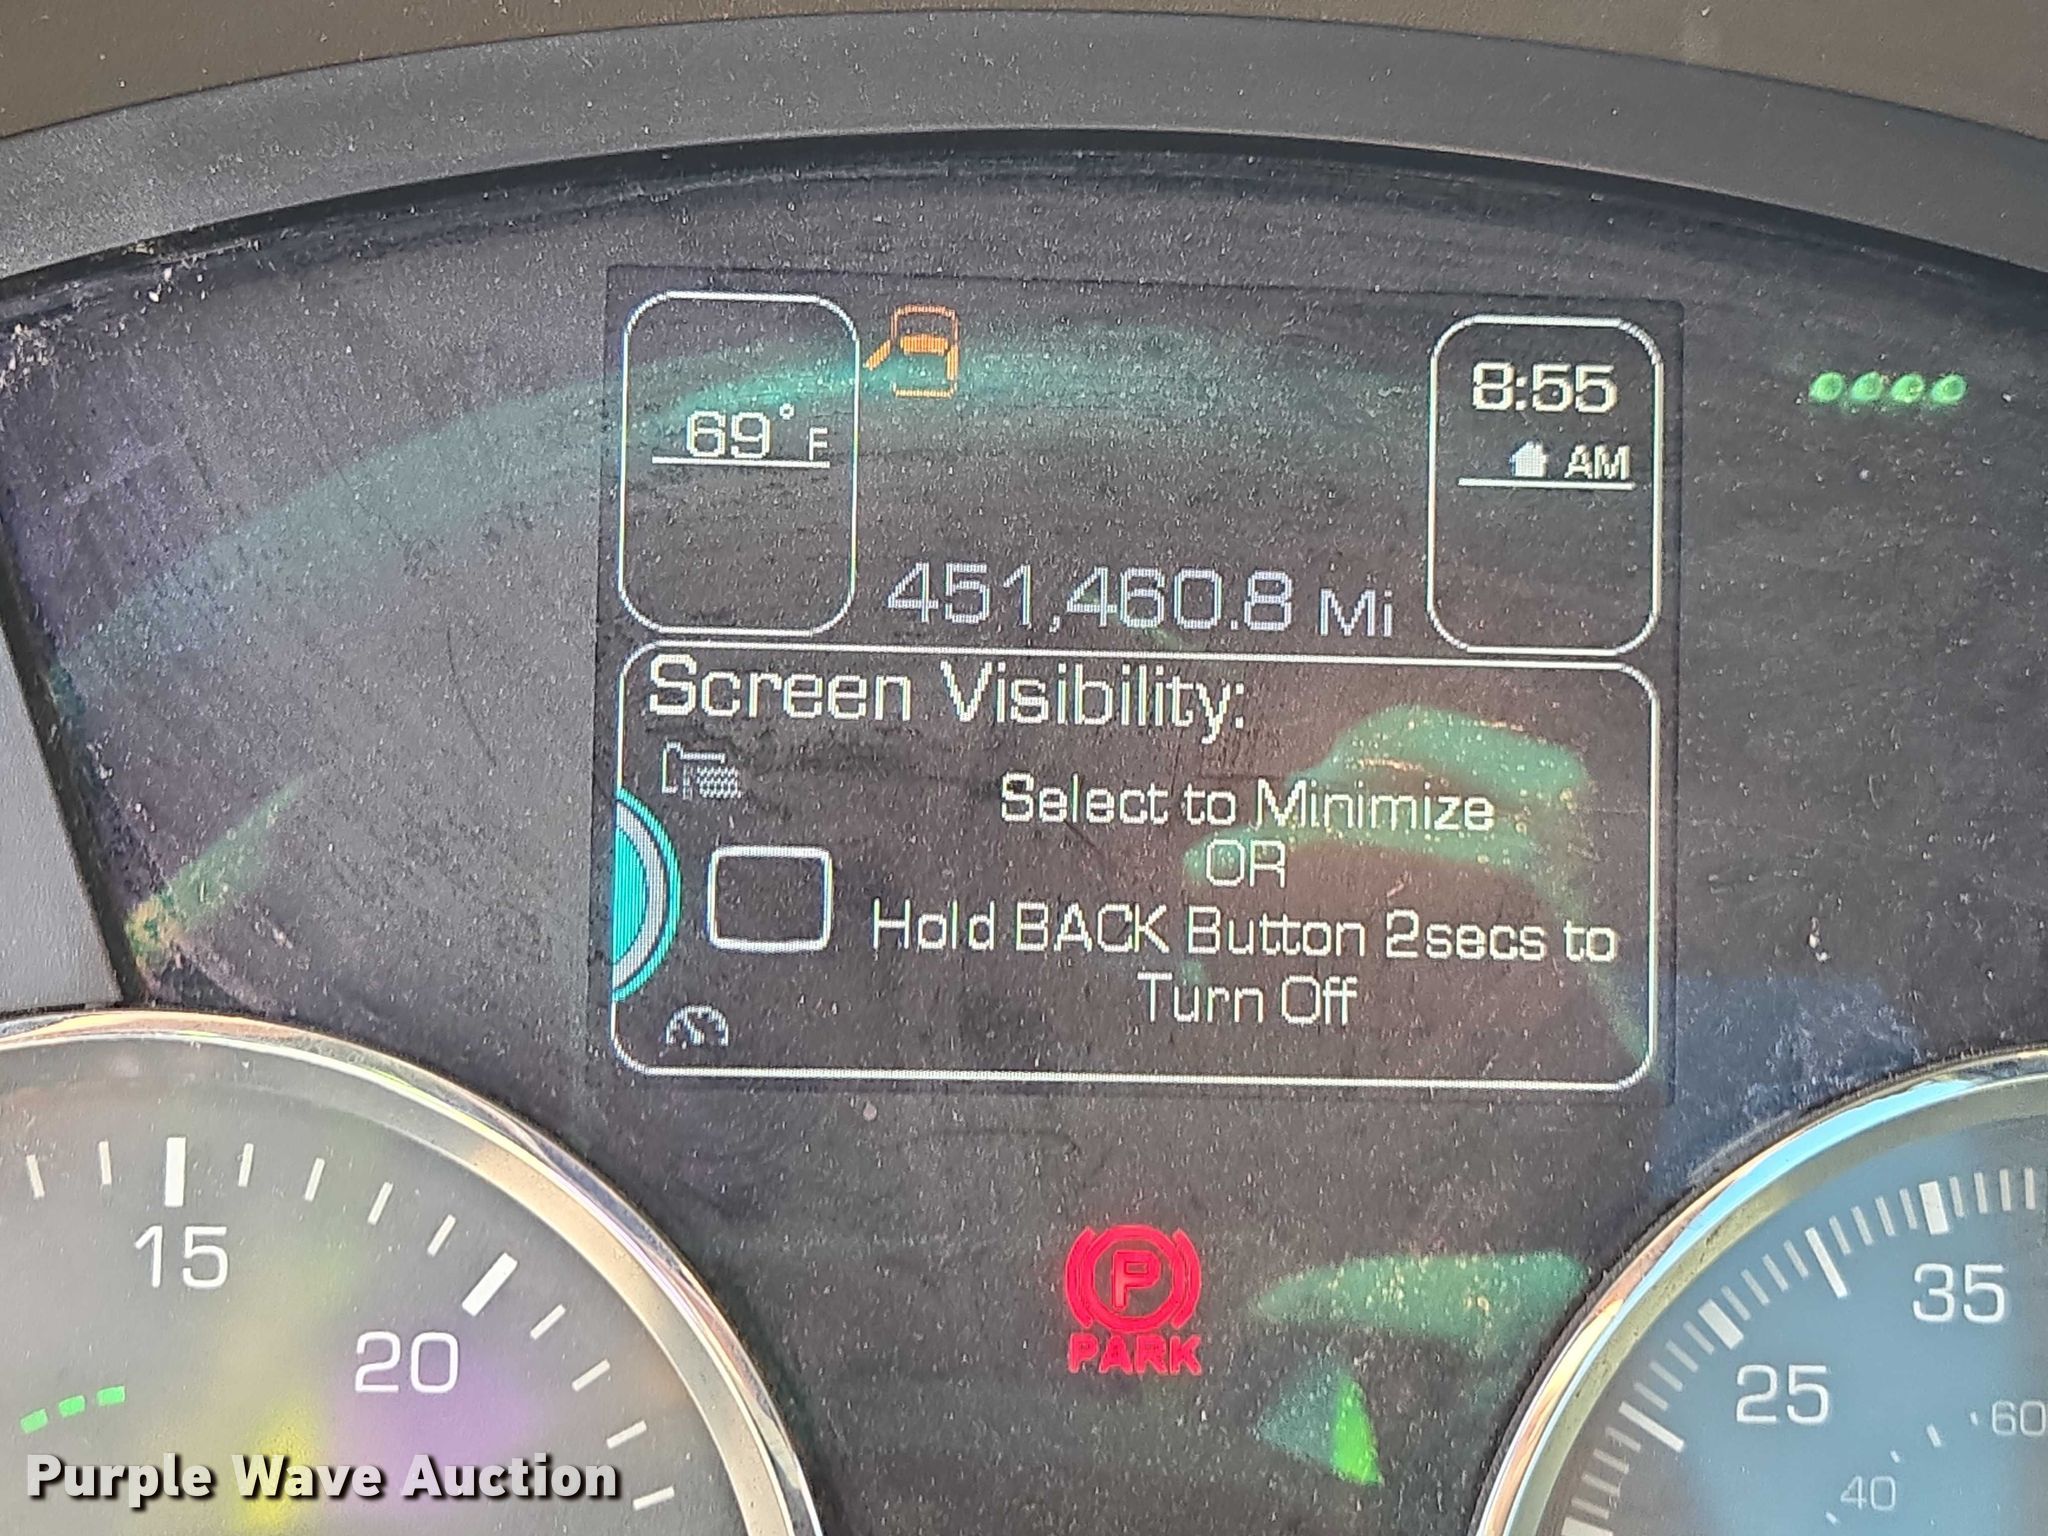 69° F
8:55
AM
451,460.8 Mi
Screen Visibility:
Select to Minimize
OR
Hold BACK Button 2secs to
Turn Off
15
20
P
PARK
35
25
60
40
Purple Wave Auction